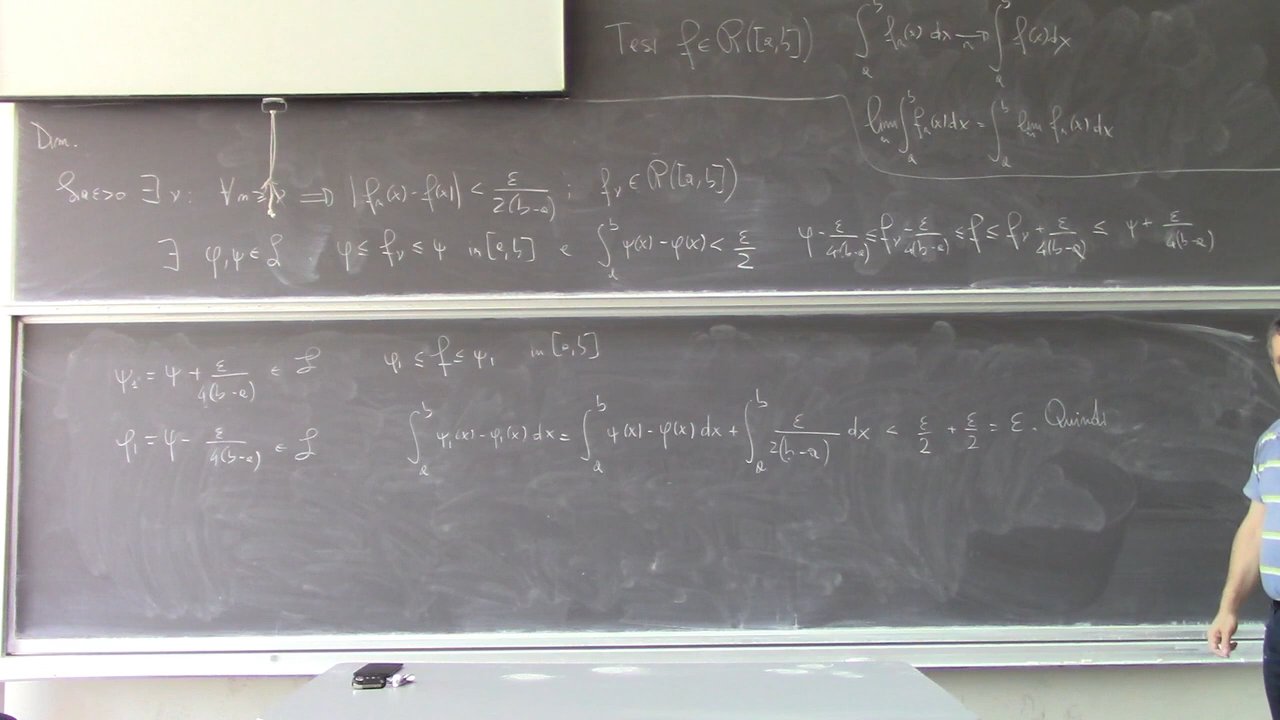 Tesi f ∈ R([a,b]) ∫_a^b f_n(x) dx →_n ∫_a^b f(x) dx
lim_n ∫_a^b f_n(x) dx = ∫_a^b lim_n f_n(x) dx
Dim.
Sia ε>0 ∃ ν: ∀n≥ν ⟹ |f_n(x) - f(x)| < ε/2(b-a) ; f_ν ∈ R([a,b])
∃ φ,ψ ∈ L φ ≤ f_ν ≤ ψ in [a,b] e ∫_a^b ψ(x) - φ(x) < ε/2 φ - ε/4(b-a) ≤ f_ν - ε/4(b-a) ≤ f ≤ f_ν + ε/4(b-a) ≤ ψ + ε/4(b-a)
ψ_1 = ψ + ε/4(b-a) ∈ L φ_1 ≤ f ≤ ψ_1 in [a,b]
φ_1 = φ - ε/4(b-a) ∈ L ∫_a^b ψ_1(x) - φ_1(x) dx = ∫_a^b ψ(x) - φ(x) dx + ∫_a^b ε/2(b-a) dx < ε/2 + ε/2 = ε. Quindi